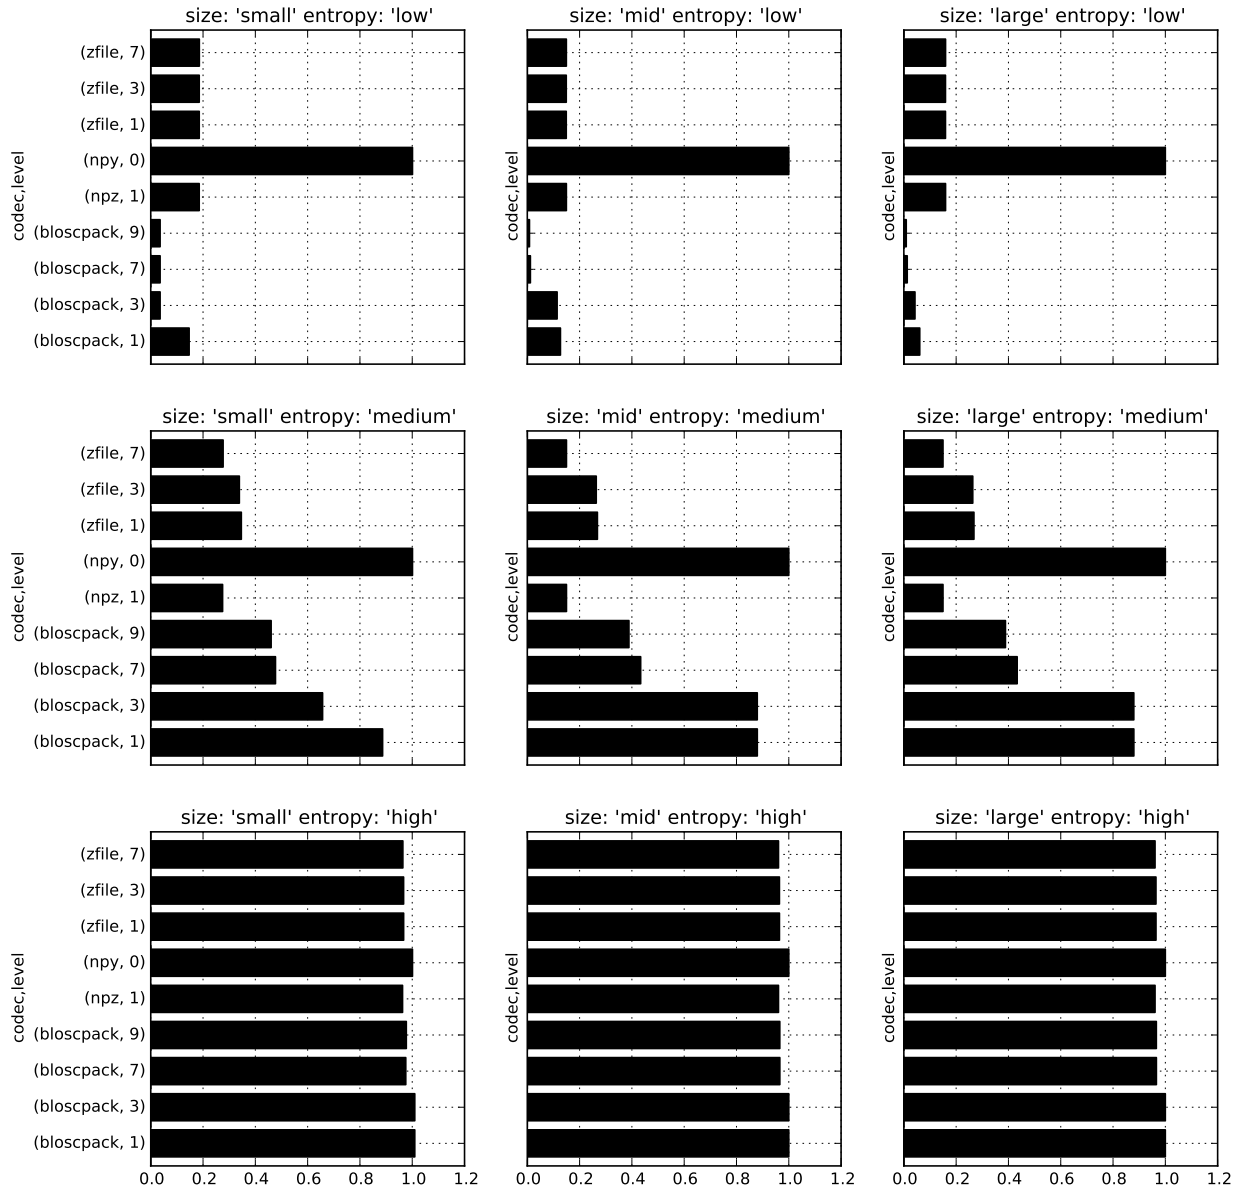 size: 'small' entropy: 'low'
size: 'mid' entropy: 'low'
size: 'large' entropy: 'low'
codec,level
(zfile, 7)
(zfile, 3)
(zfile, 1)
(npy, 0)
(npz, 1)
(bloscpack, 9)
(bloscpack, 7)
(bloscpack, 3)
(bloscpack, 1)
codec,level
codec,level
size: 'small' entropy: 'medium'
size: 'mid' entropy: 'medium'
size: 'large' entropy: 'medium'
codec,level
(zfile, 7)
(zfile, 3)
(zfile, 1)
(npy, 0)
(npz, 1)
(bloscpack, 9)
(bloscpack, 7)
(bloscpack, 3)
(bloscpack, 1)
codec,level
codec,level
size: 'small' entropy: 'high'
size: 'mid' entropy: 'high'
size: 'large' entropy: 'high'
codec,level
(zfile, 7)
(zfile, 3)
(zfile, 1)
(npy, 0)
(npz, 1)
(bloscpack, 9)
(bloscpack, 7)
(bloscpack, 3)
(bloscpack, 1)
codec,level
codec,level
0.0 0.2 0.4 0.6 0.8 1.0 1.2
0.0 0.2 0.4 0.6 0.8 1.0 1.2
0.0 0.2 0.4 0.6 0.8 1.0 1.2